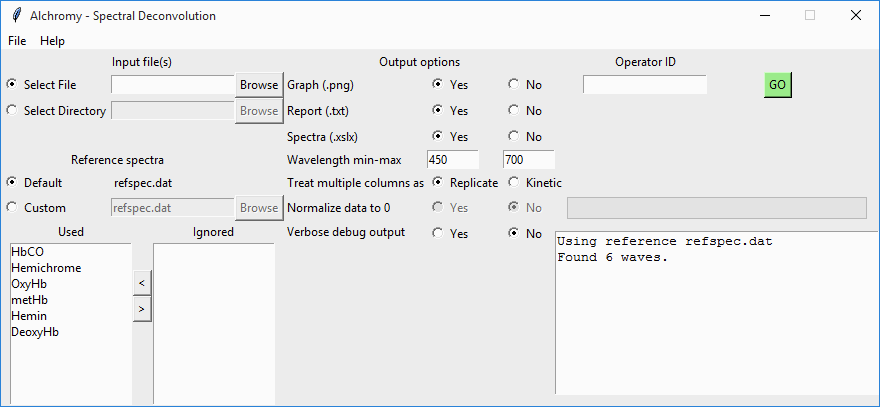 Alchromy - Spectral Deconvolution
File Help
Input file(s) Output options Operator ID
Select File Browse Graph (.png) Yes No GO
Select Directory Browse Report (.txt) Yes No
Spectra (.xslx) Yes No
Reference spectra Wavelength min-max 450 700
Default refspec.dat Treat multiple columns as Replicate Kinetic
Custom refspec.dat Browse Normalize data to 0 Yes No
Used Ignored Verbose debug output Yes No
HbCO
Hemichrome
OxyHb
metHb
Hemin
DeoxyHb
<
>
Using reference refspec.dat
Found 6 waves.